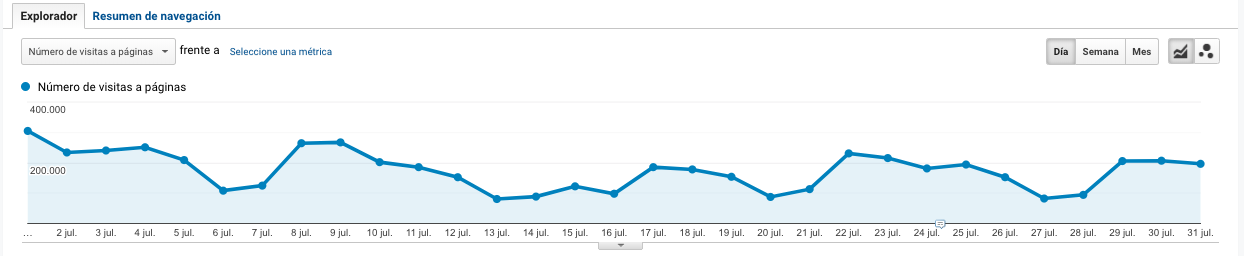 Explorador Resumen de navegación
Número de visitas a páginas frente a Seleccione una métrica Día Semana Mes
Número de visitas a páginas
400.000
200.000
... 2 jul. 3 jul. 4 jul. 5 jul. 6 jul. 7 jul. 8 jul. 9 jul. 10 jul. 11 jul. 12 jul. 13 jul. 14 jul. 15 jul. 16 jul. 17 jul. 18 jul. 19 jul. 20 jul. 21 jul. 22 jul. 23 jul. 24 jul. 25 jul. 26 jul. 27 jul. 28 jul. 29 jul. 30 jul. 31 jul.